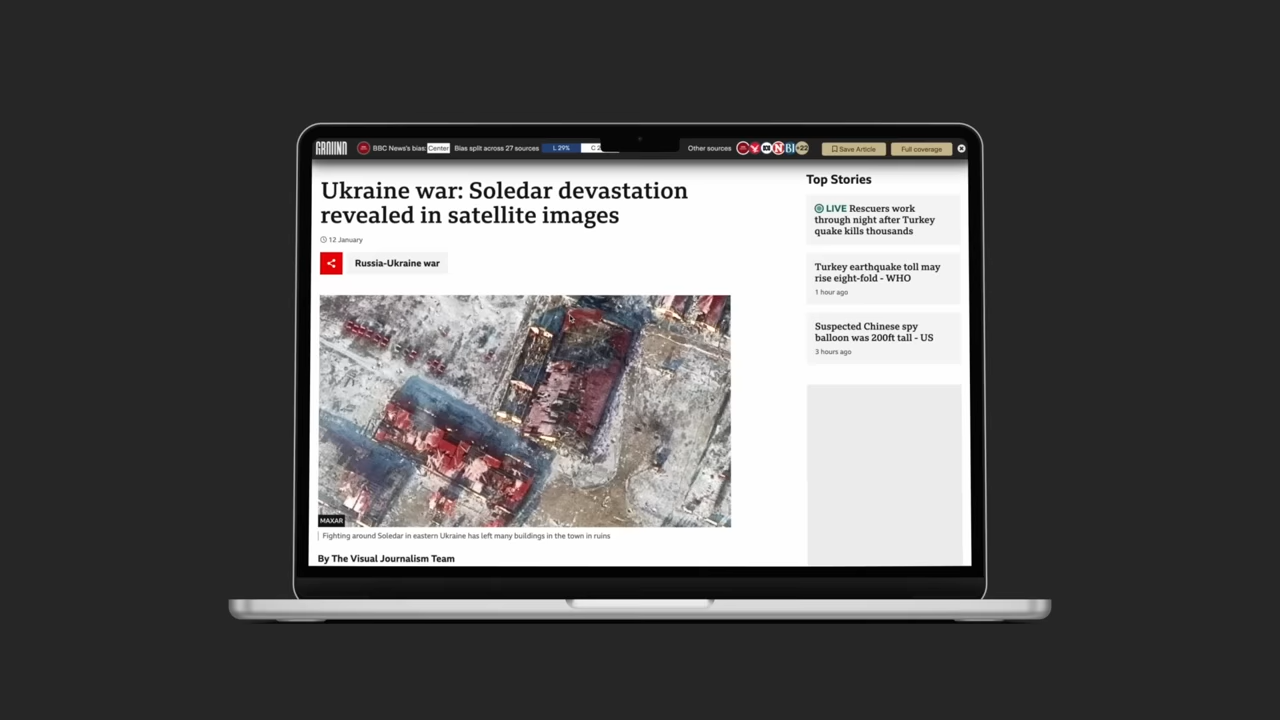 GROUND BBC News's bias: Center Bias split across 27 sources L 29% C 2 Other sources +22 Save Article Full coverage
Ukraine war: Soledar devastation
revealed in satellite images
12 January
Russia-Ukraine war
MAXAR
Fighting around Soledar in eastern Ukraine has left many buildings in the town in ruins
By The Visual Journalism Team
Top Stories
LIVE Rescuers work
through night after Turkey
quake kills thousands
Turkey earthquake toll may
rise eight-fold - WHO
1 hour ago
Suspected Chinese spy
balloon was 200ft tall - US
3 hours ago